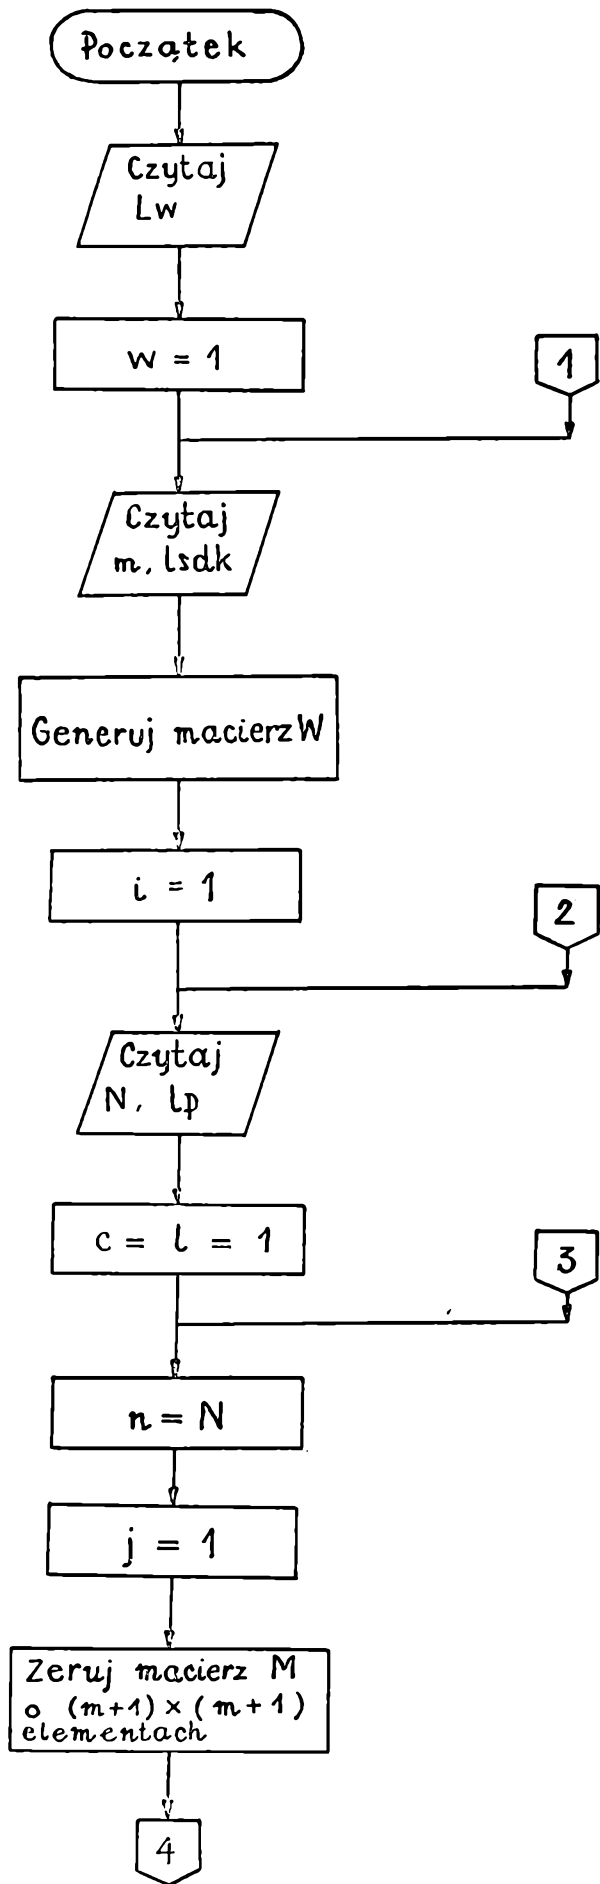 Początek
Czytaj
Lw
w = 1
1
Czytaj
m, lsdk
Generuj macierz W
i = 1
2
Czytaj
N, lp
c = l = 1
3
n = N
j = 1
Zeruj macierz M
o (m+1) × (m+1)
elementach
4